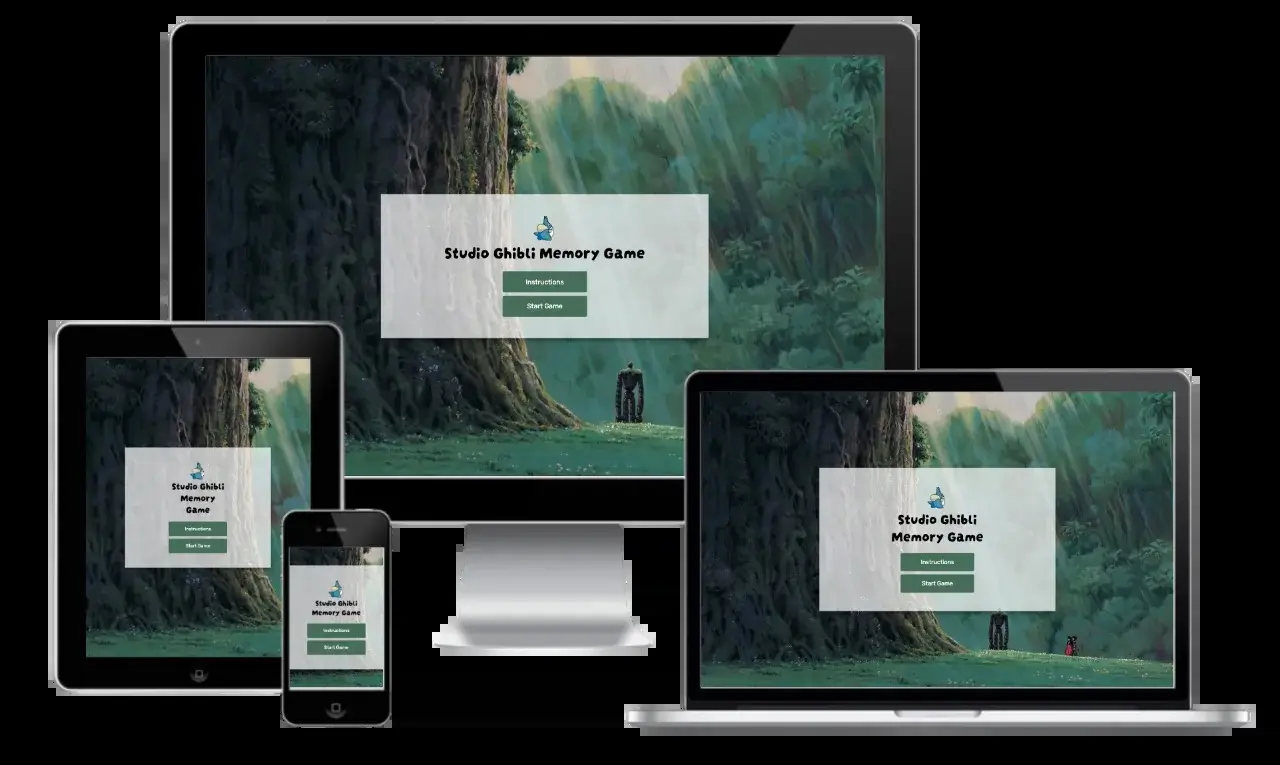 Studio Ghibli Memory Game
Instructions
Start Game
Studio Ghibli
Memory
Game
Instructions
Start Game
Studio Ghibli
Memory Game
Instructions
Start Game
Studio Ghibli
Memory Game
Instructions
Start Game